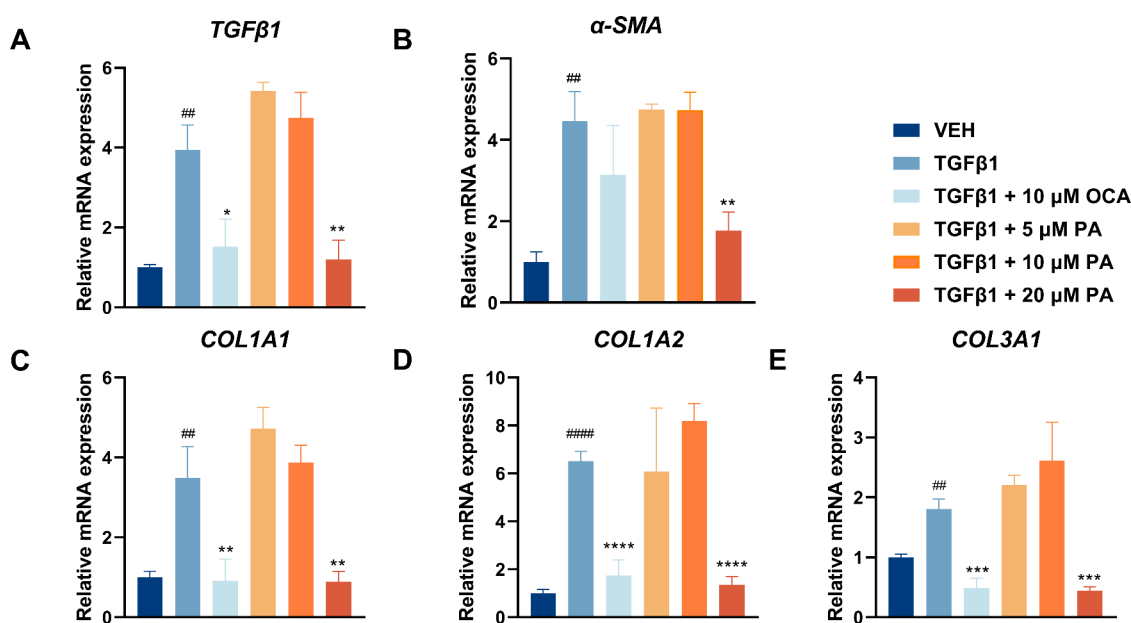 A
TGFβ1
Relative mRNA expression
6
4
2
0
##
*
**
B
α-SMA
Relative mRNA expression
6
4
2
0
##
**
VEH
TGFβ1
TGFβ1 + 10 μM OCA
TGFβ1 + 5 μM PA
TGFβ1 + 10 μM PA
TGFβ1 + 20 μM PA
C
COL1A1
Relative mRNA expression
6
4
2
0
##
**
**
D
COL1A2
Relative mRNA expression
10
8
6
4
2
0
####
****
****
E
COL3A1
Relative mRNA expression
4
3
2
1
0
##
***
***